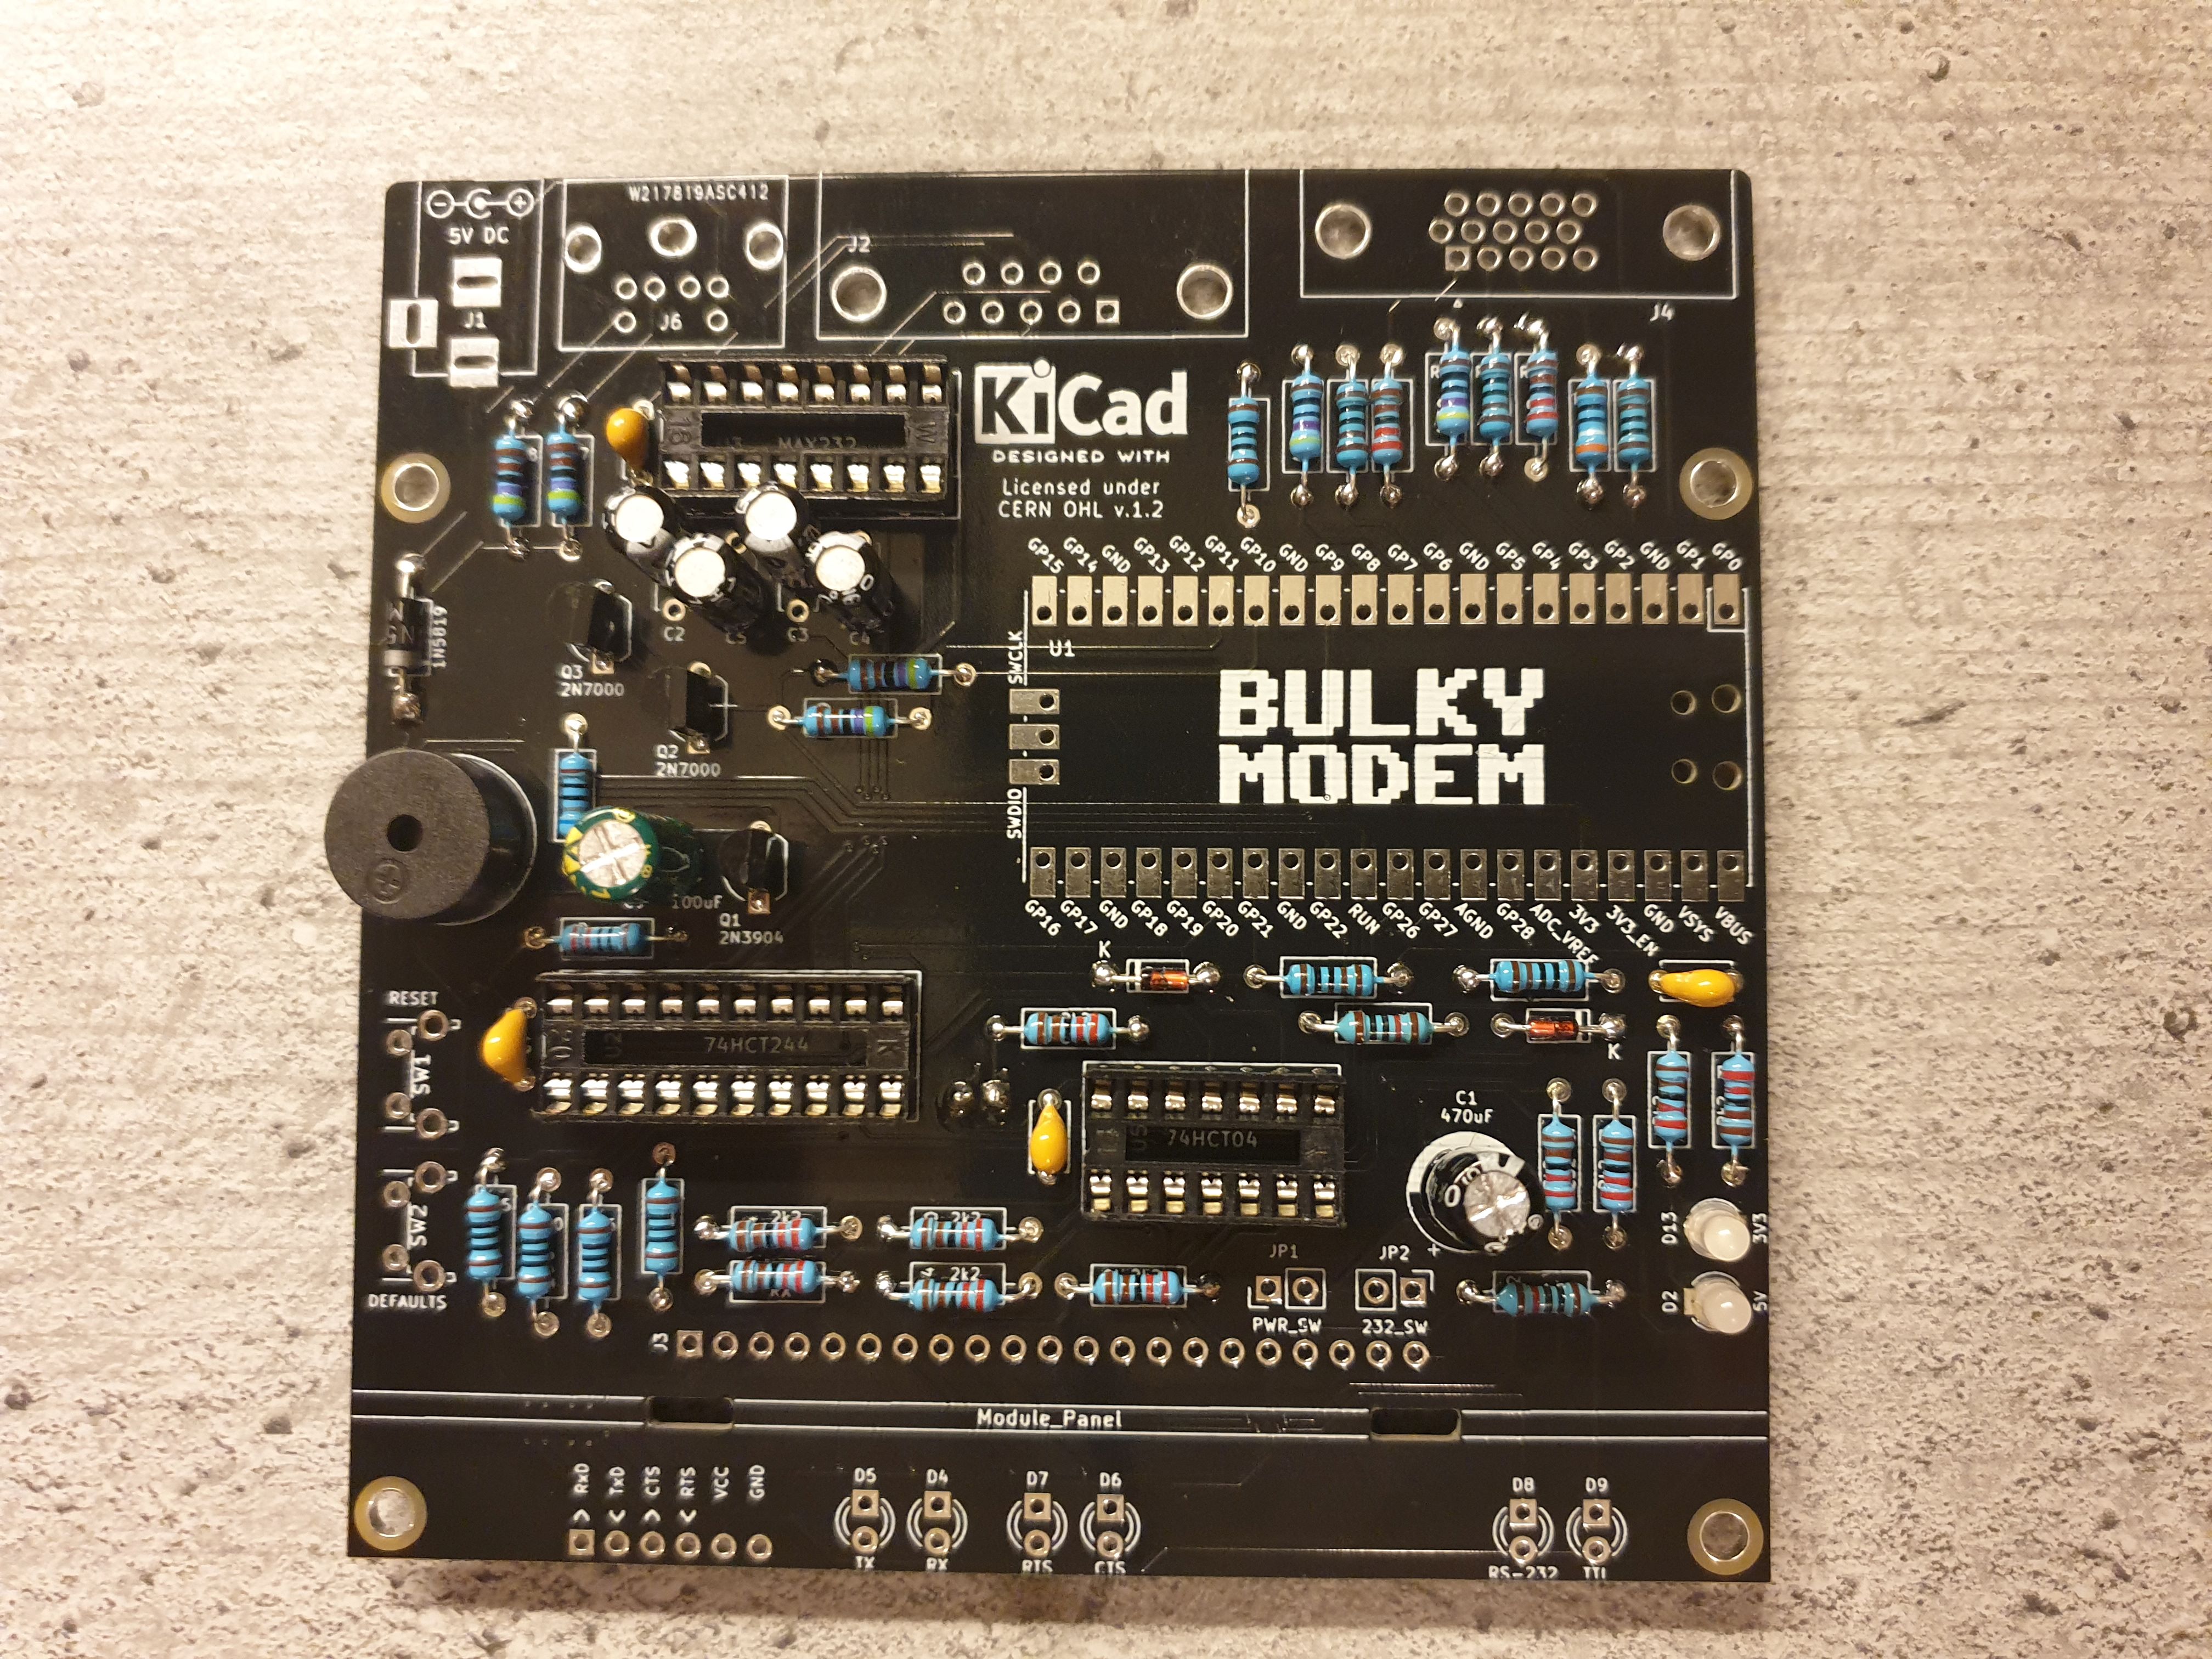 W217819ASC412
5V DC
J1
J6
J2
J4
16
MAX232
W
KiCad
DESIGNED WITH
Licensed under
CERN OHL v.1.2
1N5819
GP15
GP14
GND
GP13
GP12
GP11
GP10
GND
GP9
GP8
GP7
GP6
GND
GP5
GP4
GP3
GP2
GND
GP1
GP0
C2
C5
C3
C4
Q3
2N7000
Q2
2N7000
SWCLK
U1
BULKY
MODEM
SWDIO
100uF
Q1
2N3904
GP16
GP17
GND
GP18
GP19
GP20
GP21
GND
GP22
RUN
GP26
GP27
AGND
GP28
ADC_VREF
3V3
3V3_EN
GND
VSYS
VBUS
K
K
RESET
SW1
U2
74HCT244
K
C1
470uF
74HCT04
SW2
DEFAULTS
2k2
2k2
2k2
JP1
PWR_SW
JP2
+
232_SW
D13
3V3
D2
5V
J3
Module_Panel
> RxD
< TxD
> CTS
< RTS
VCC
GND
D5
TX
D4
RX
D7
RTS
D6
CTS
D8
RS-232
D9
TTL